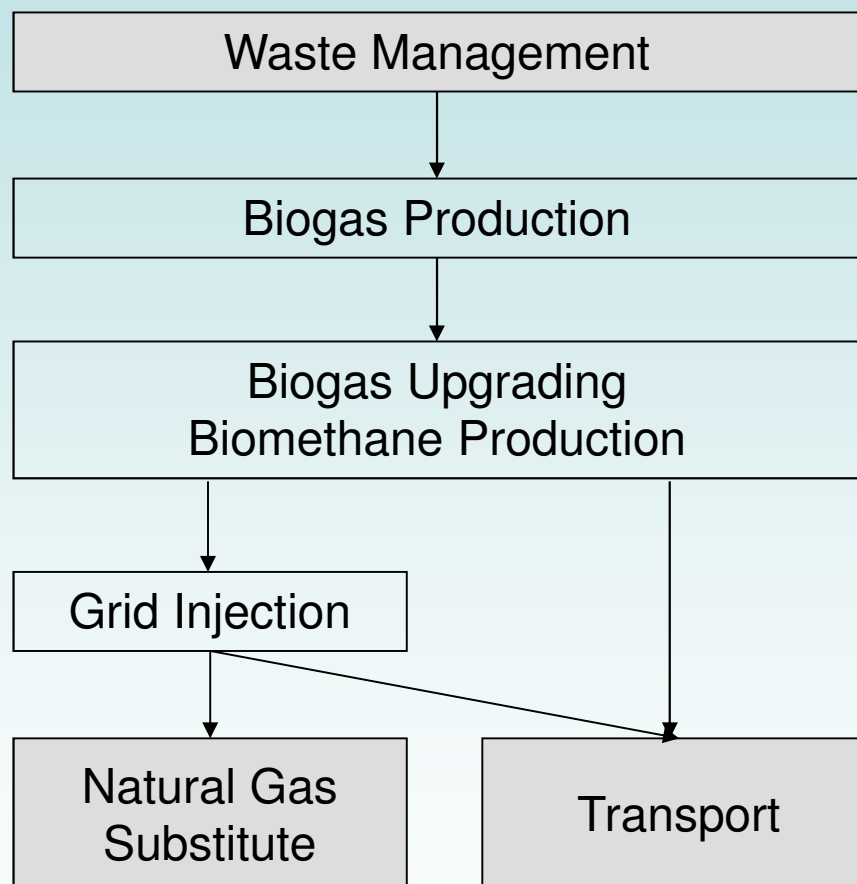 Waste Management
Biogas Production
Biogas Upgrading
Biomethane Production
Grid Injection
Natural Gas
Substitute
Transport